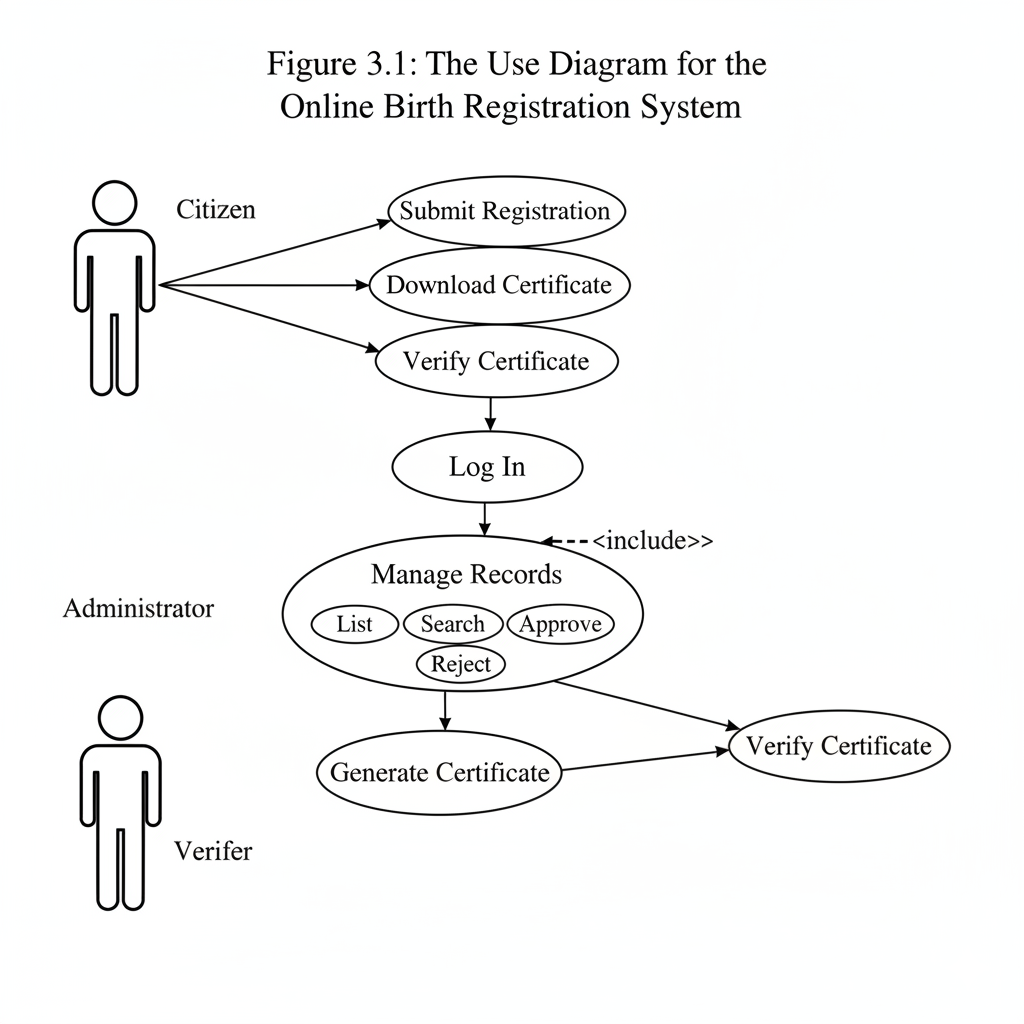 Figure 3.1: The Use Diagram for the
Online Birth Registration System
Citizen
Submit Registration
Download Certificate
Verify Certificate
Log In
<include>>
Manage Records
Administrator
List
Search
Approve
Reject
Generate Certificate
Verify Certificate
Verifer